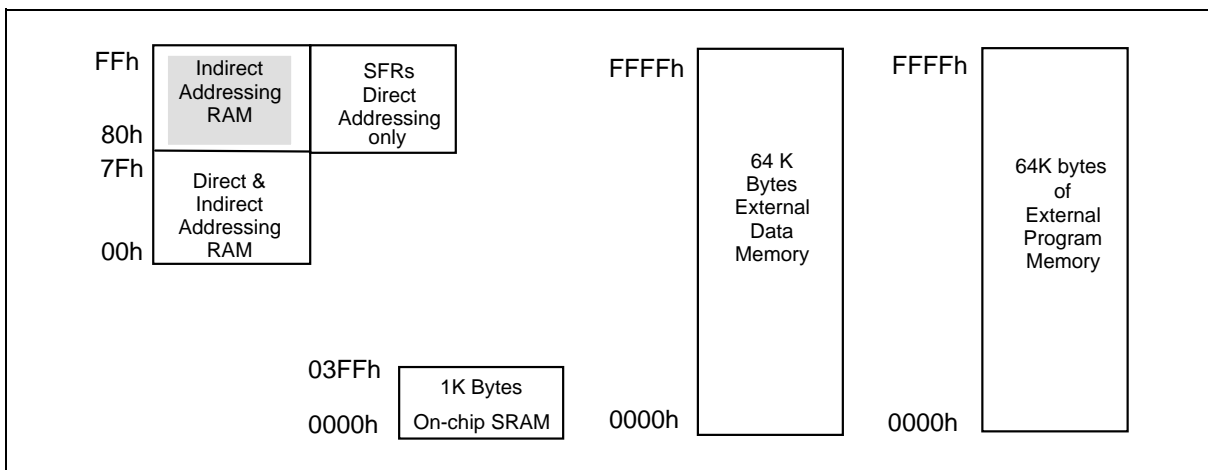 FFh
Indirect
Addressing
RAM
80h
SFRs
Direct
Addressing
only
7Fh
Direct &
Indirect
Addressing
RAM
00h
03FFh
1K Bytes
On-chip SRAM
0000h
FFFFh
64 K
Bytes
External
Data
Memory
0000h
FFFFh
64K bytes
of
External
Program
Memory
0000h